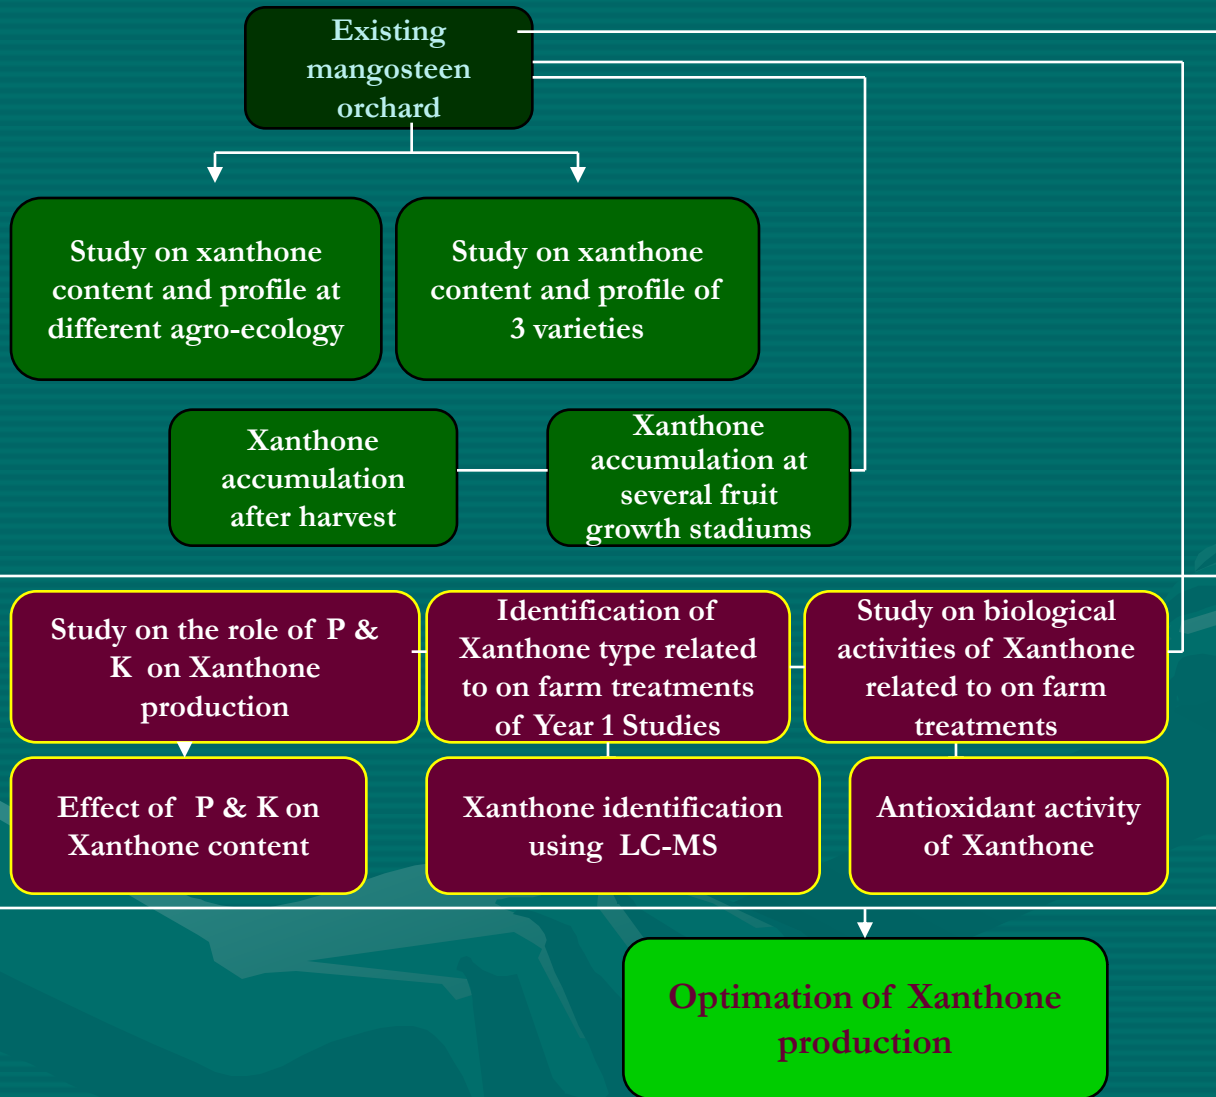 Existing
mangosteen
orchard
Study on xanthone
content and profile at
different agro-ecology
Study on xanthone
content and profile of
3 varieties
Xanthone
accumulation
after harvest
Xanthone
accumulation at
several fruit
growth stadiums
Study on the role of P &
K on Xanthone
production
Identification of
Xanthone type related
to on farm treatments
of Year 1 Studies
Study on biological
activities of Xanthone
related to on farm
treatments
Effect of P & K on
Xanthone content
Xanthone identification
using LC-MS
Antioxidant activity
of Xanthone
Optimation of Xanthone
production